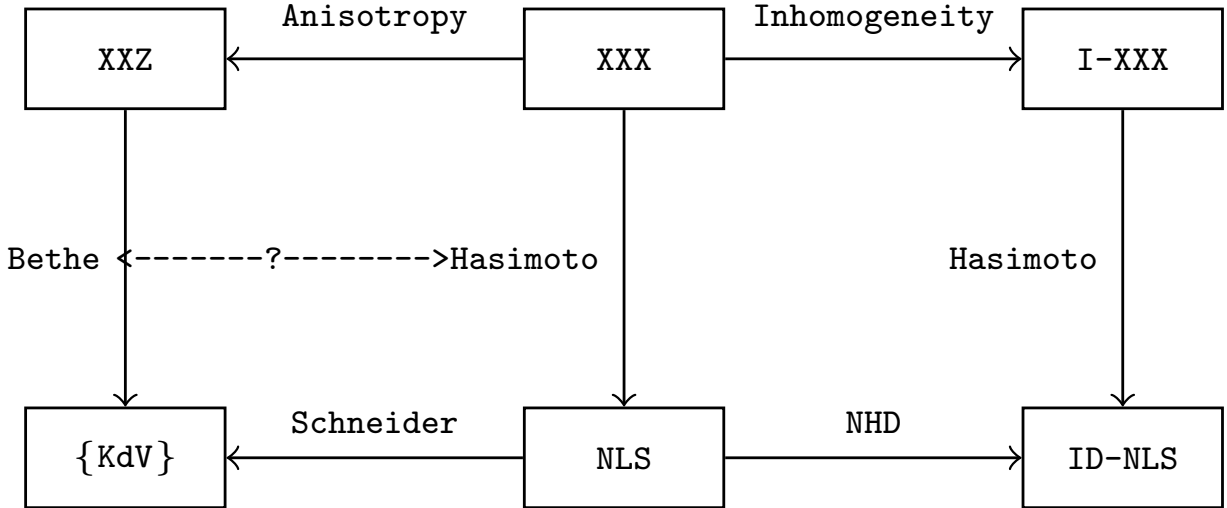 Anisotropy Inhomogeneity
XXZ XXX I-XXX
Bethe <-------?-------->Hasimoto Hasimoto
Schneider NHD
{KdV} NLS ID-NLS